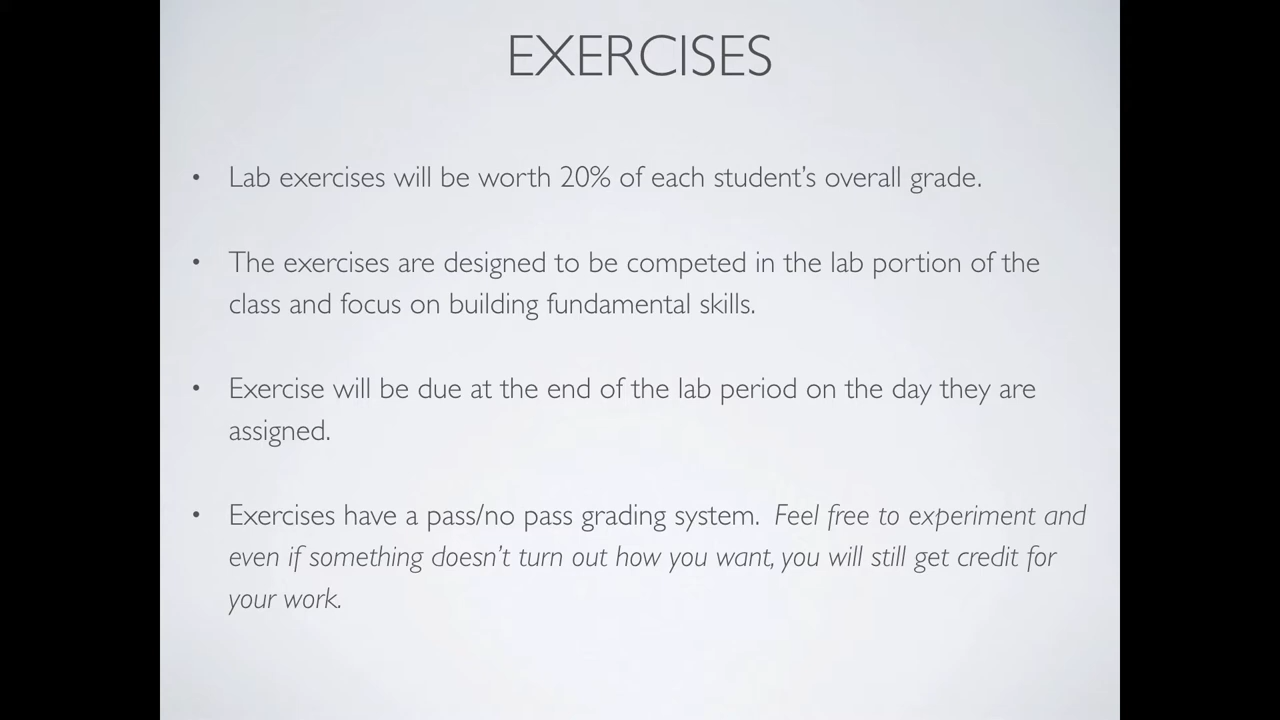 EXERCISES
• Lab exercises will be worth 20% of each student’s overall grade.
• The exercises are designed to be competed in the lab portion of the
class and focus on building fundamental skills.
• Exercise will be due at the end of the lab period on the day they are
assigned.
• Exercises have a pass/no pass grading system. Feel free to experiment and
even if something doesn’t turn out how you want, you will still get credit for
your work.